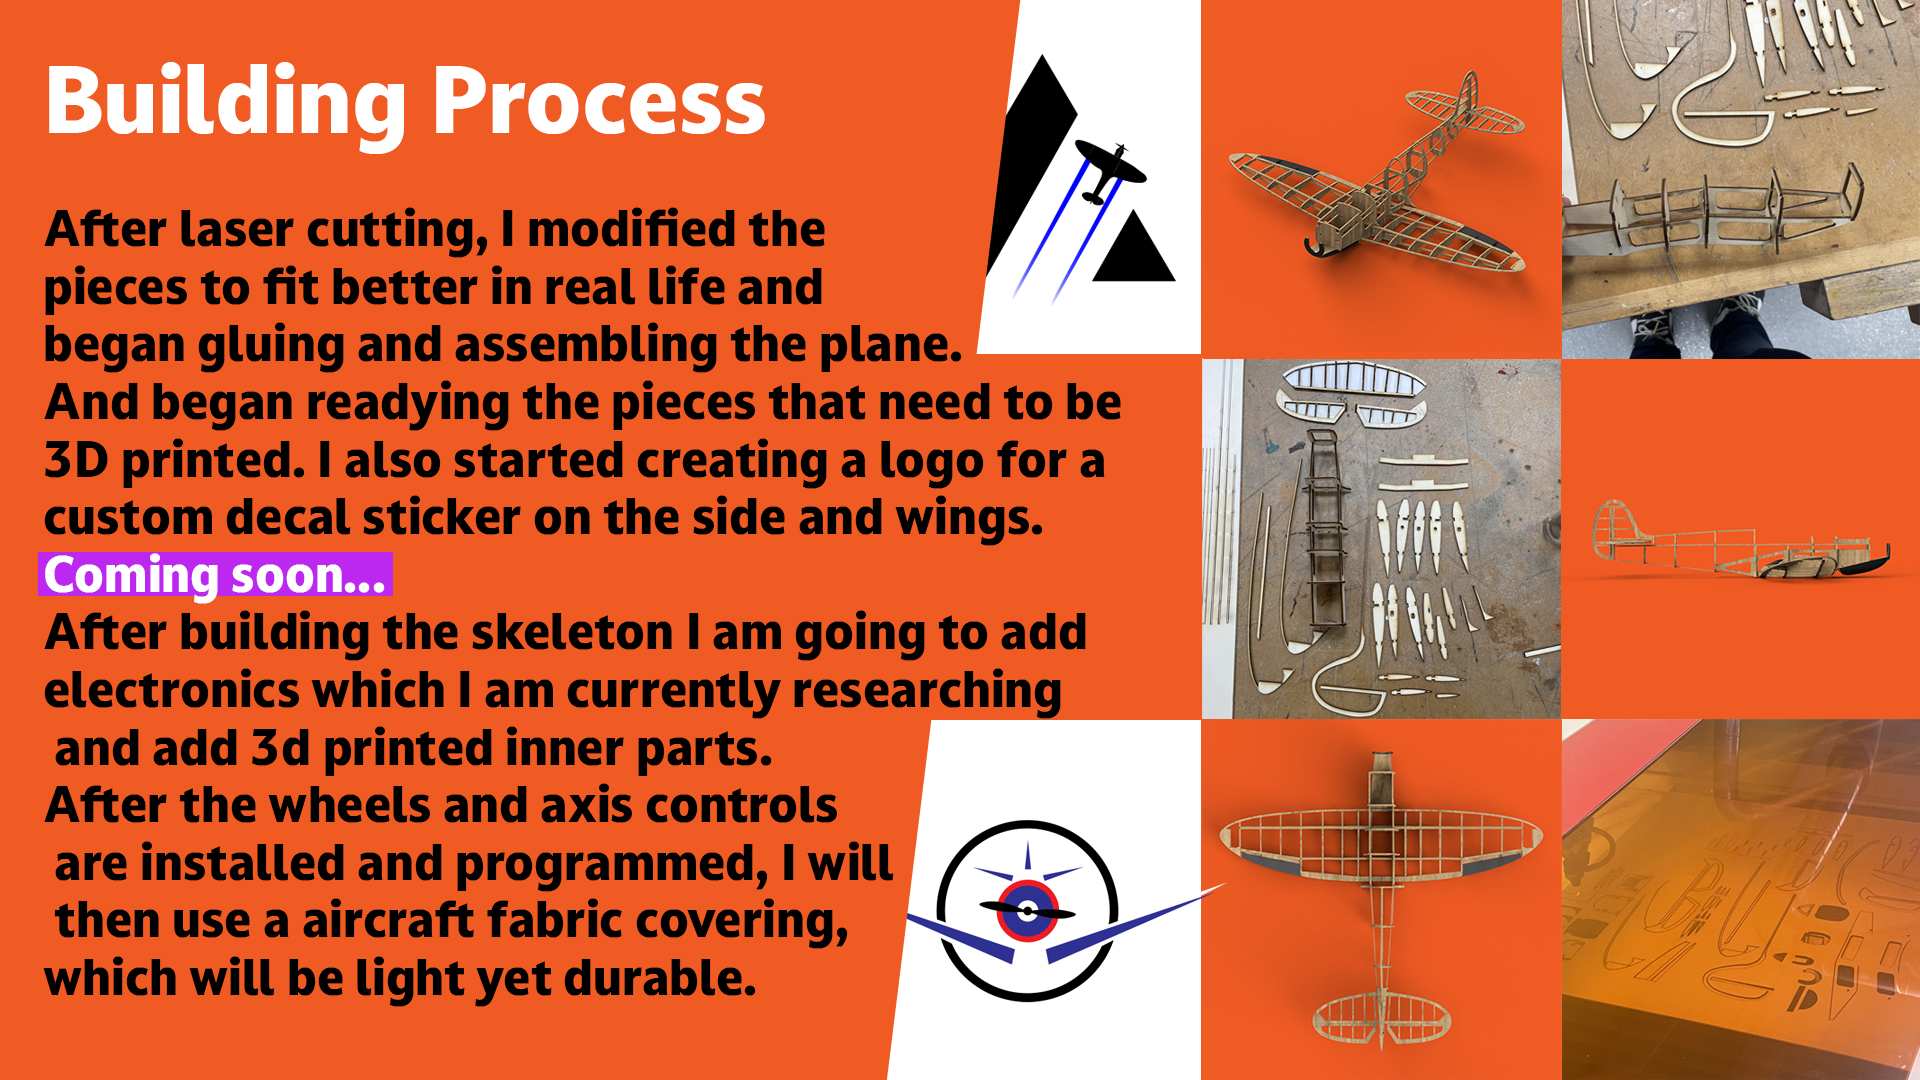 Building Process
After laser cutting, I modified the
pieces to fit better in real life and
began gluing and assembling the plane.
And began readying the pieces that need to be
3D printed. I also started creating a logo for a
custom decal sticker on the side and wings.
Coming soon...
After building the skeleton I am going to add
electronics which I am currently researching
and add 3d printed inner parts.
After the wheels and axis controls
are installed and programmed, I will
then use a aircraft fabric covering,
which will be light yet durable.